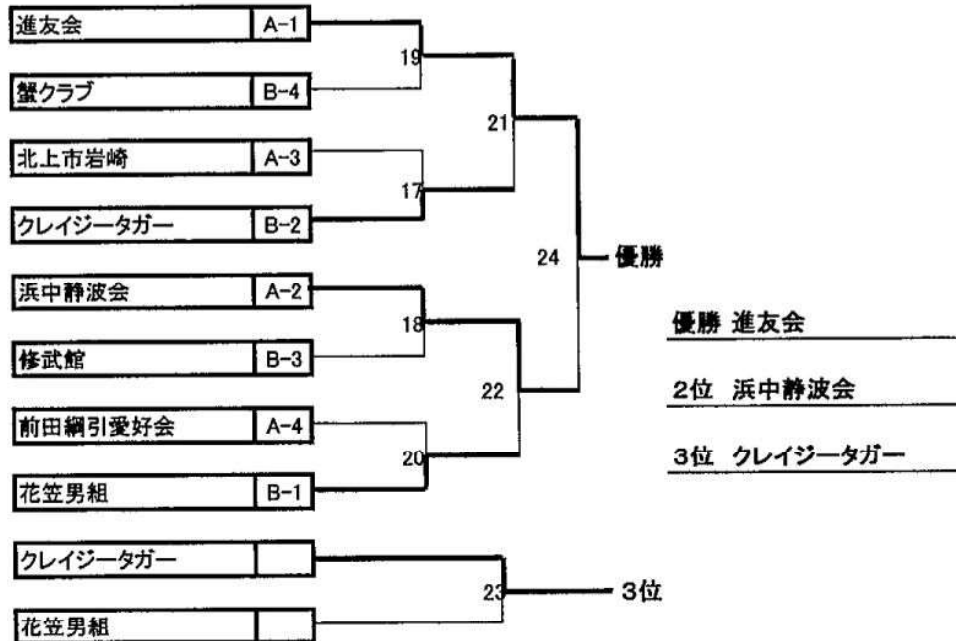 進友会 A-1
19
蟹クラブ B-4
21
北上市岩崎 A-3
17
クレイジータガー B-2
24 優勝
浜中静波会 A-2
18
優勝 進友会
修武館 B-3
22
2位 浜中静波会
前田綱引愛好会 A-4
20
3位 クレイジータガー
花笠男組 B-1
クレイジータガー
23 3位
花笠男組